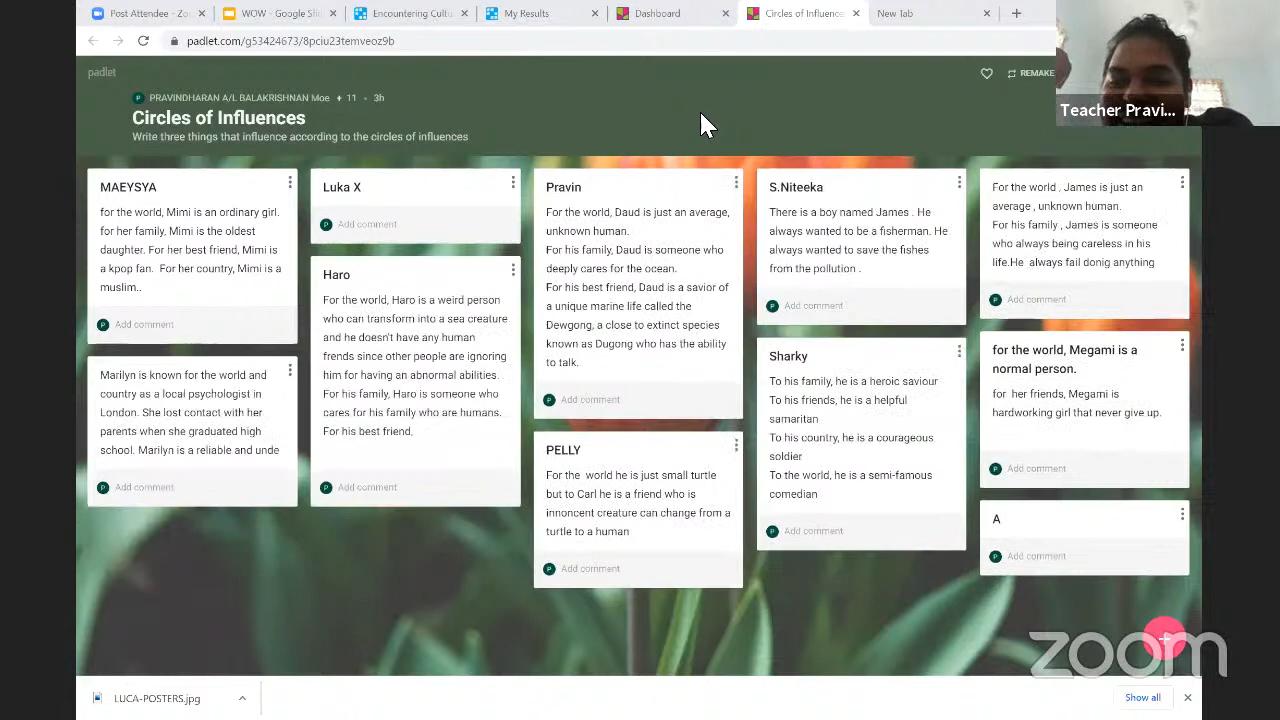 Post Attendee - Zoom
WOW - Google Sli
Encountering Cultu
My Results
Dashboard
Circles of Influence
New Tab
padlet.com/g53424673/8pciu23temveoz9b
padlet
REMAKE
PRAVINDHARAN A/L BALAKRISHNAN Moe + 11 • 3h
Circles of Influences
Write three things that influence according to the circles of influences
Teacher Pravi...
MAEYSYA
for the world, Mimi is an ordinary girl.
for her family. Mimi is the oldest
daughter. For her best friend, Mimi is
a kpop fan. For her country, Mimi is a
muslim..
Add comment
Marilyn is known for the world and
country as a local psychologist in
London. She lost contact with her
parents when she graduated high
school. Marilyn is a reliable and unde
Add comment
Luka X
Add comment
Haro
For the world, Haro is a weird person
who can transform into a sea creature
and he doesn't have any human
frends since other people are ignoring
him for having an abnormal abilities.
For his family, Haro is someone who
cares for his family who are humans.
For his best friend,
Add comment
Pravin
For the world, Daud is just an average,
unknown human.
For his family, Daud is someone who
deeply cares for the ocean.
For his best friend, Daud is a savior of
a unique marine life called the
Dewgong, a close to extinct species
known as Dugong who has the ability
to talk.
Add comment
PELLY
For the world he is just small turtle
but to Carl he is a friend who is
innoncent creature can change from a
turtle to a human
Add comment
S.Niteeka
There is a boy named James . He
always wanted to be a fisherman. He
always wanted to save the fishes
from the pollution .
Add comment
Sharky
To his family, he is a heroic saviour
To his friends, he is a helpful
samaritan
To his country, he is a courageous
soldier
To the world, he is a semi-famous
comedian
Add comment
For the world , James is just an
average , unknown human.
For his family , James is someone
who always being careless in his
life.He always fail donig anything
Add comment
for the world, Megami is a
normal person.
for her friends, Megami is
hardworking girl that never give up.
Add comment
A
Add comment
zoom
LUCA-POSTERS.jpg
Show all